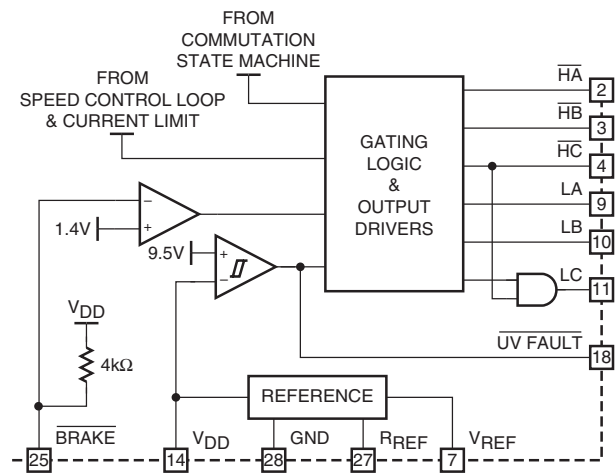 FROM
COMMUTATION
STATE MACHINE
FROM
SPEED CONTROL LOOP
& CURRENT LIMIT
GATING
LOGIC
&
OUTPUT
DRIVERS
HA
2
HB
3
HC
4
LA
9
LB
10
LC
11
UV FAULT
18
1.4V
−
+
9.5V
+
−
VDD
4kΩ
REFERENCE
BRAKE
25
VDD
14
GND
28
RREF
27
VREF
7